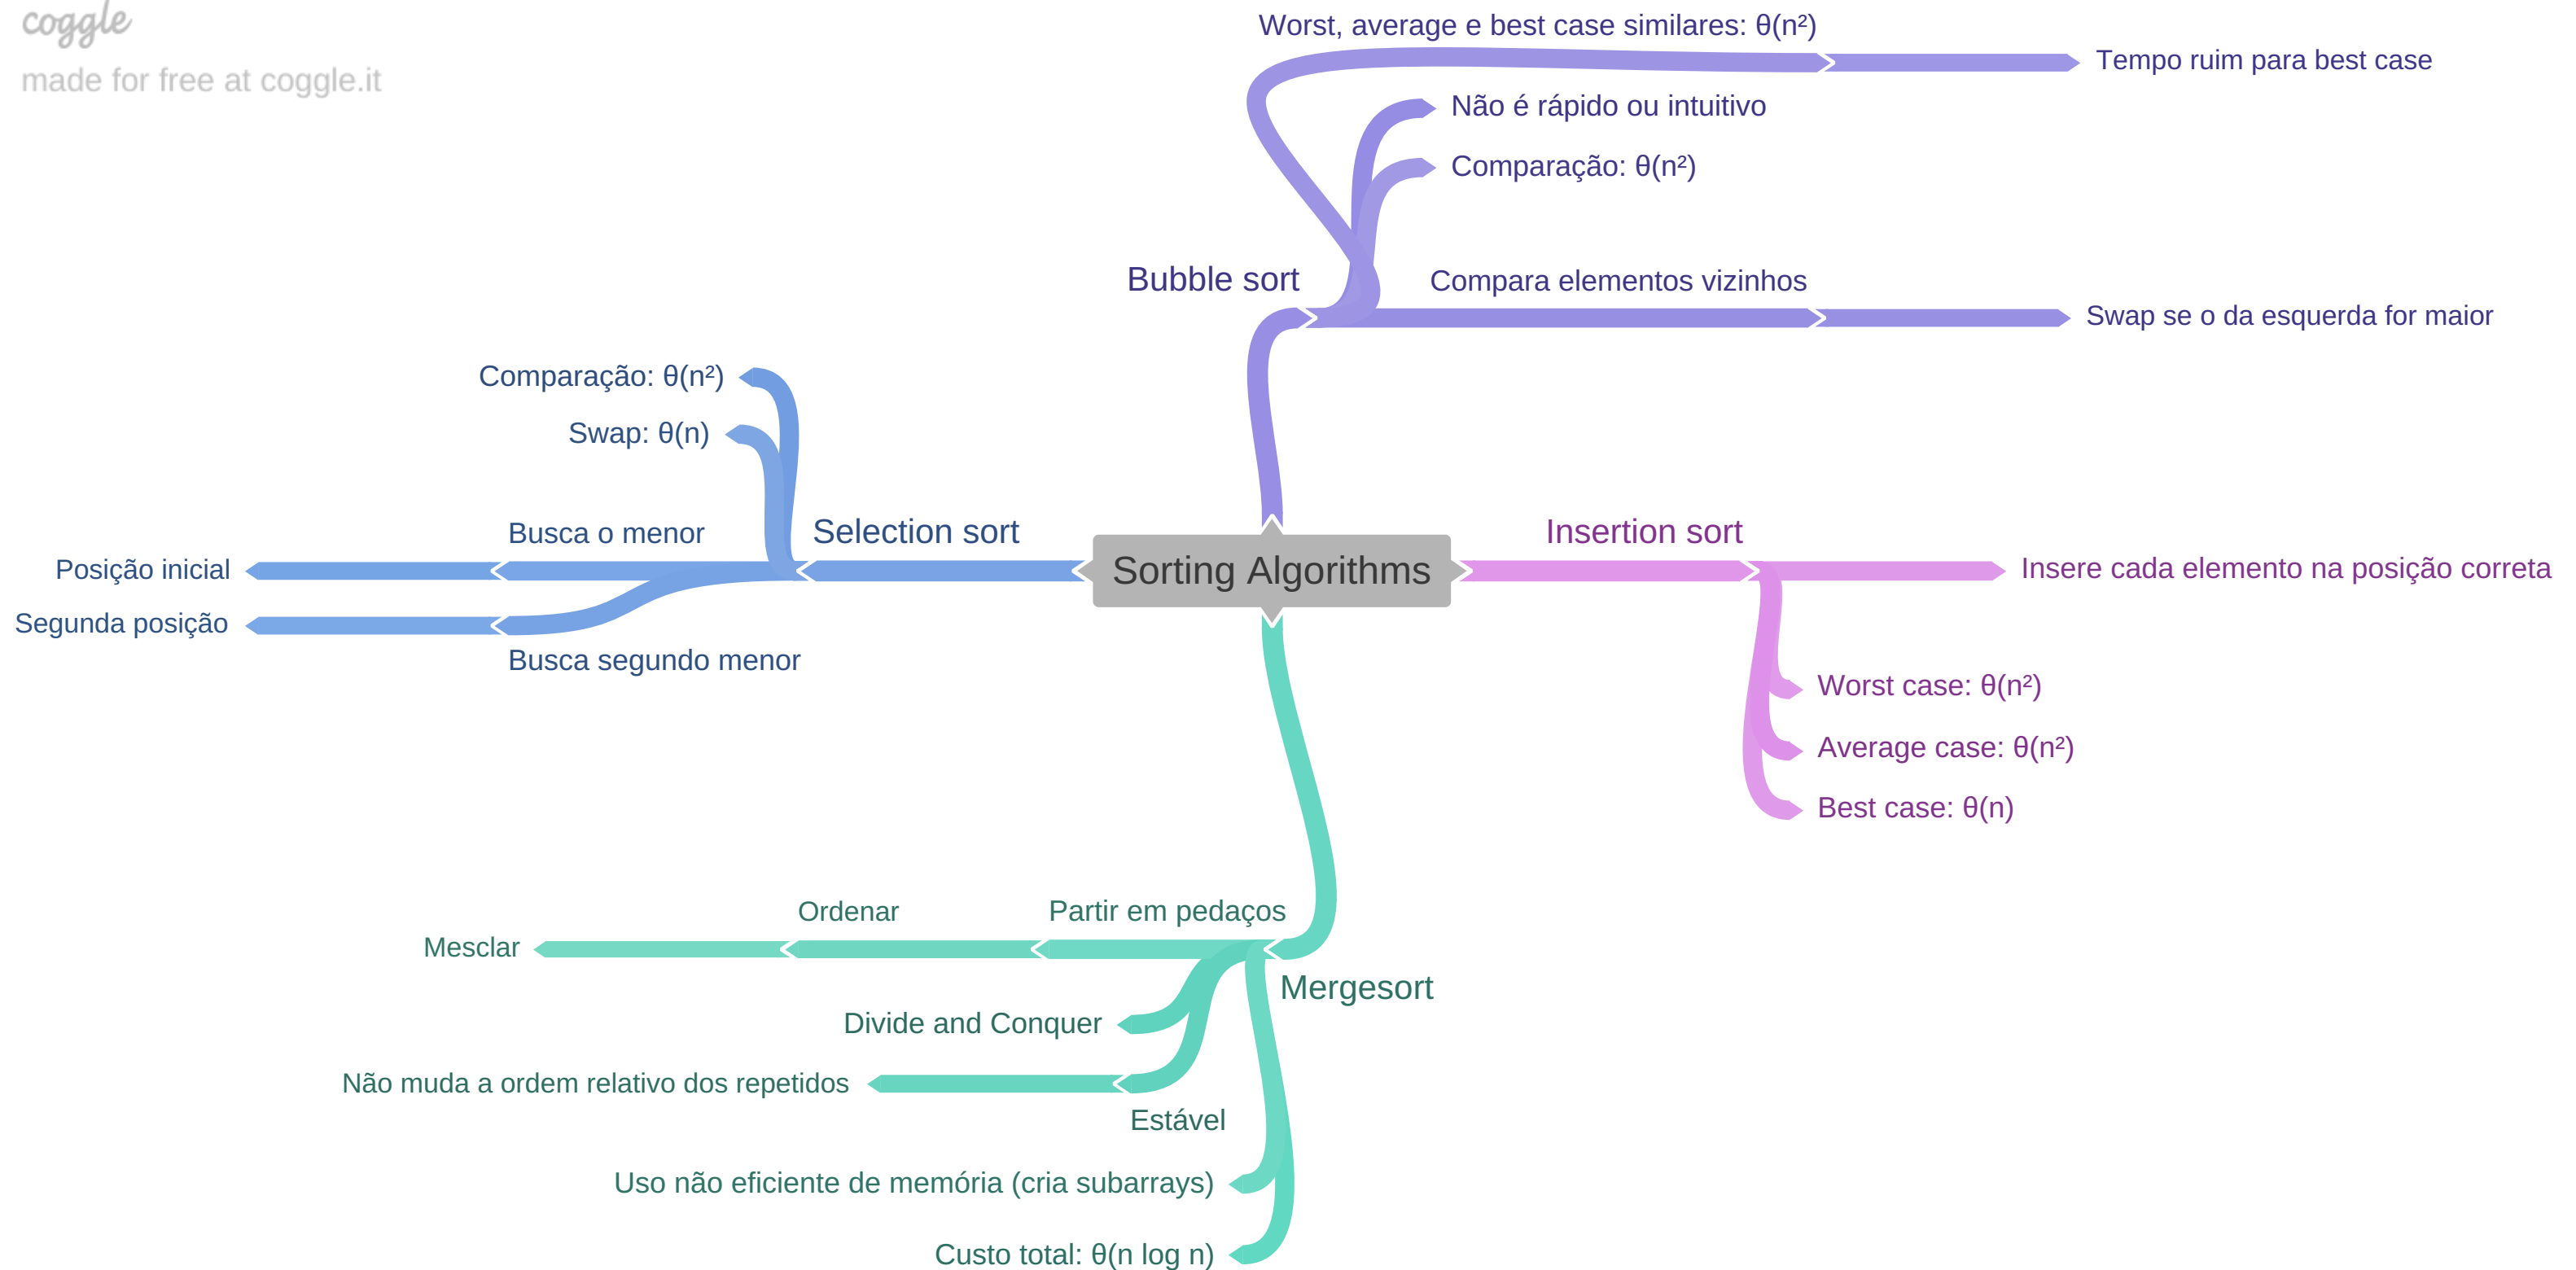 coggle
made for free at coggle.it
Worst, average e best case similares: θ(n²)
Tempo ruim para best case
Não é rápido ou intuitivo
Comparação: θ(n²)
Bubble sort
Compara elementos vizinhos
Swap se o da esquerda for maior
Comparação: θ(n²)
Swap: θ(n)
Selection sort
Busca o menor
Posição inicial
Busca segundo menor
Segunda posição
Sorting Algorithms
Insertion sort
Insere cada elemento na posição correta
Worst case: θ(n²)
Average case: θ(n²)
Best case: θ(n)
Mergesort
Partir em pedaços
Ordenar
Mesclar
Divide and Conquer
Estável
Não muda a ordem relativo dos repetidos
Uso não eficiente de memória (cria subarrays)
Custo total: θ(n log n)